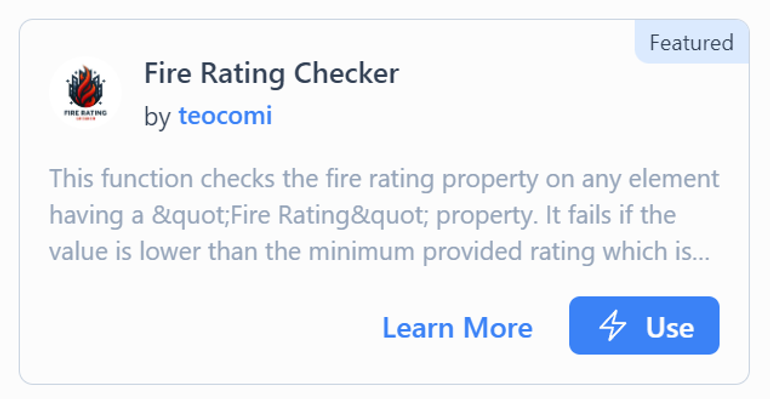 Featured
Fire Rating Checker
FIRE RATING
by teocomi
This function checks the fire rating property on any element
having a &quot;Fire Rating&quot; property. It fails if the
value is lower than the minimum provided rating which is...
Learn More
Use